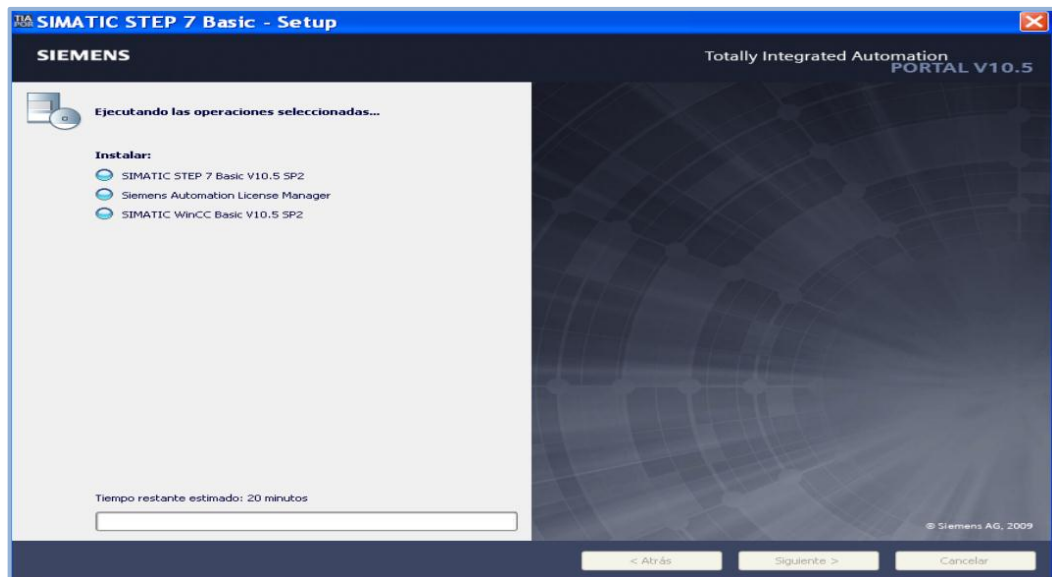 TIA
POR
SIMATIC STEP 7 Basic - Setup
SIEMENS
Totally Integrated Automation
PORTAL V10.5
Ejecutando las operaciones seleccionadas...
Instalar:
SIMATIC STEP 7 Basic V10.5 SP2
Siemens Automation License Manager
SIMATIC WinCC Basic V10.5 SP2
Tiempo restante estimado: 20 minutos
© Siemens AG, 2009
< Atrás
Siguiente >
Cancelar